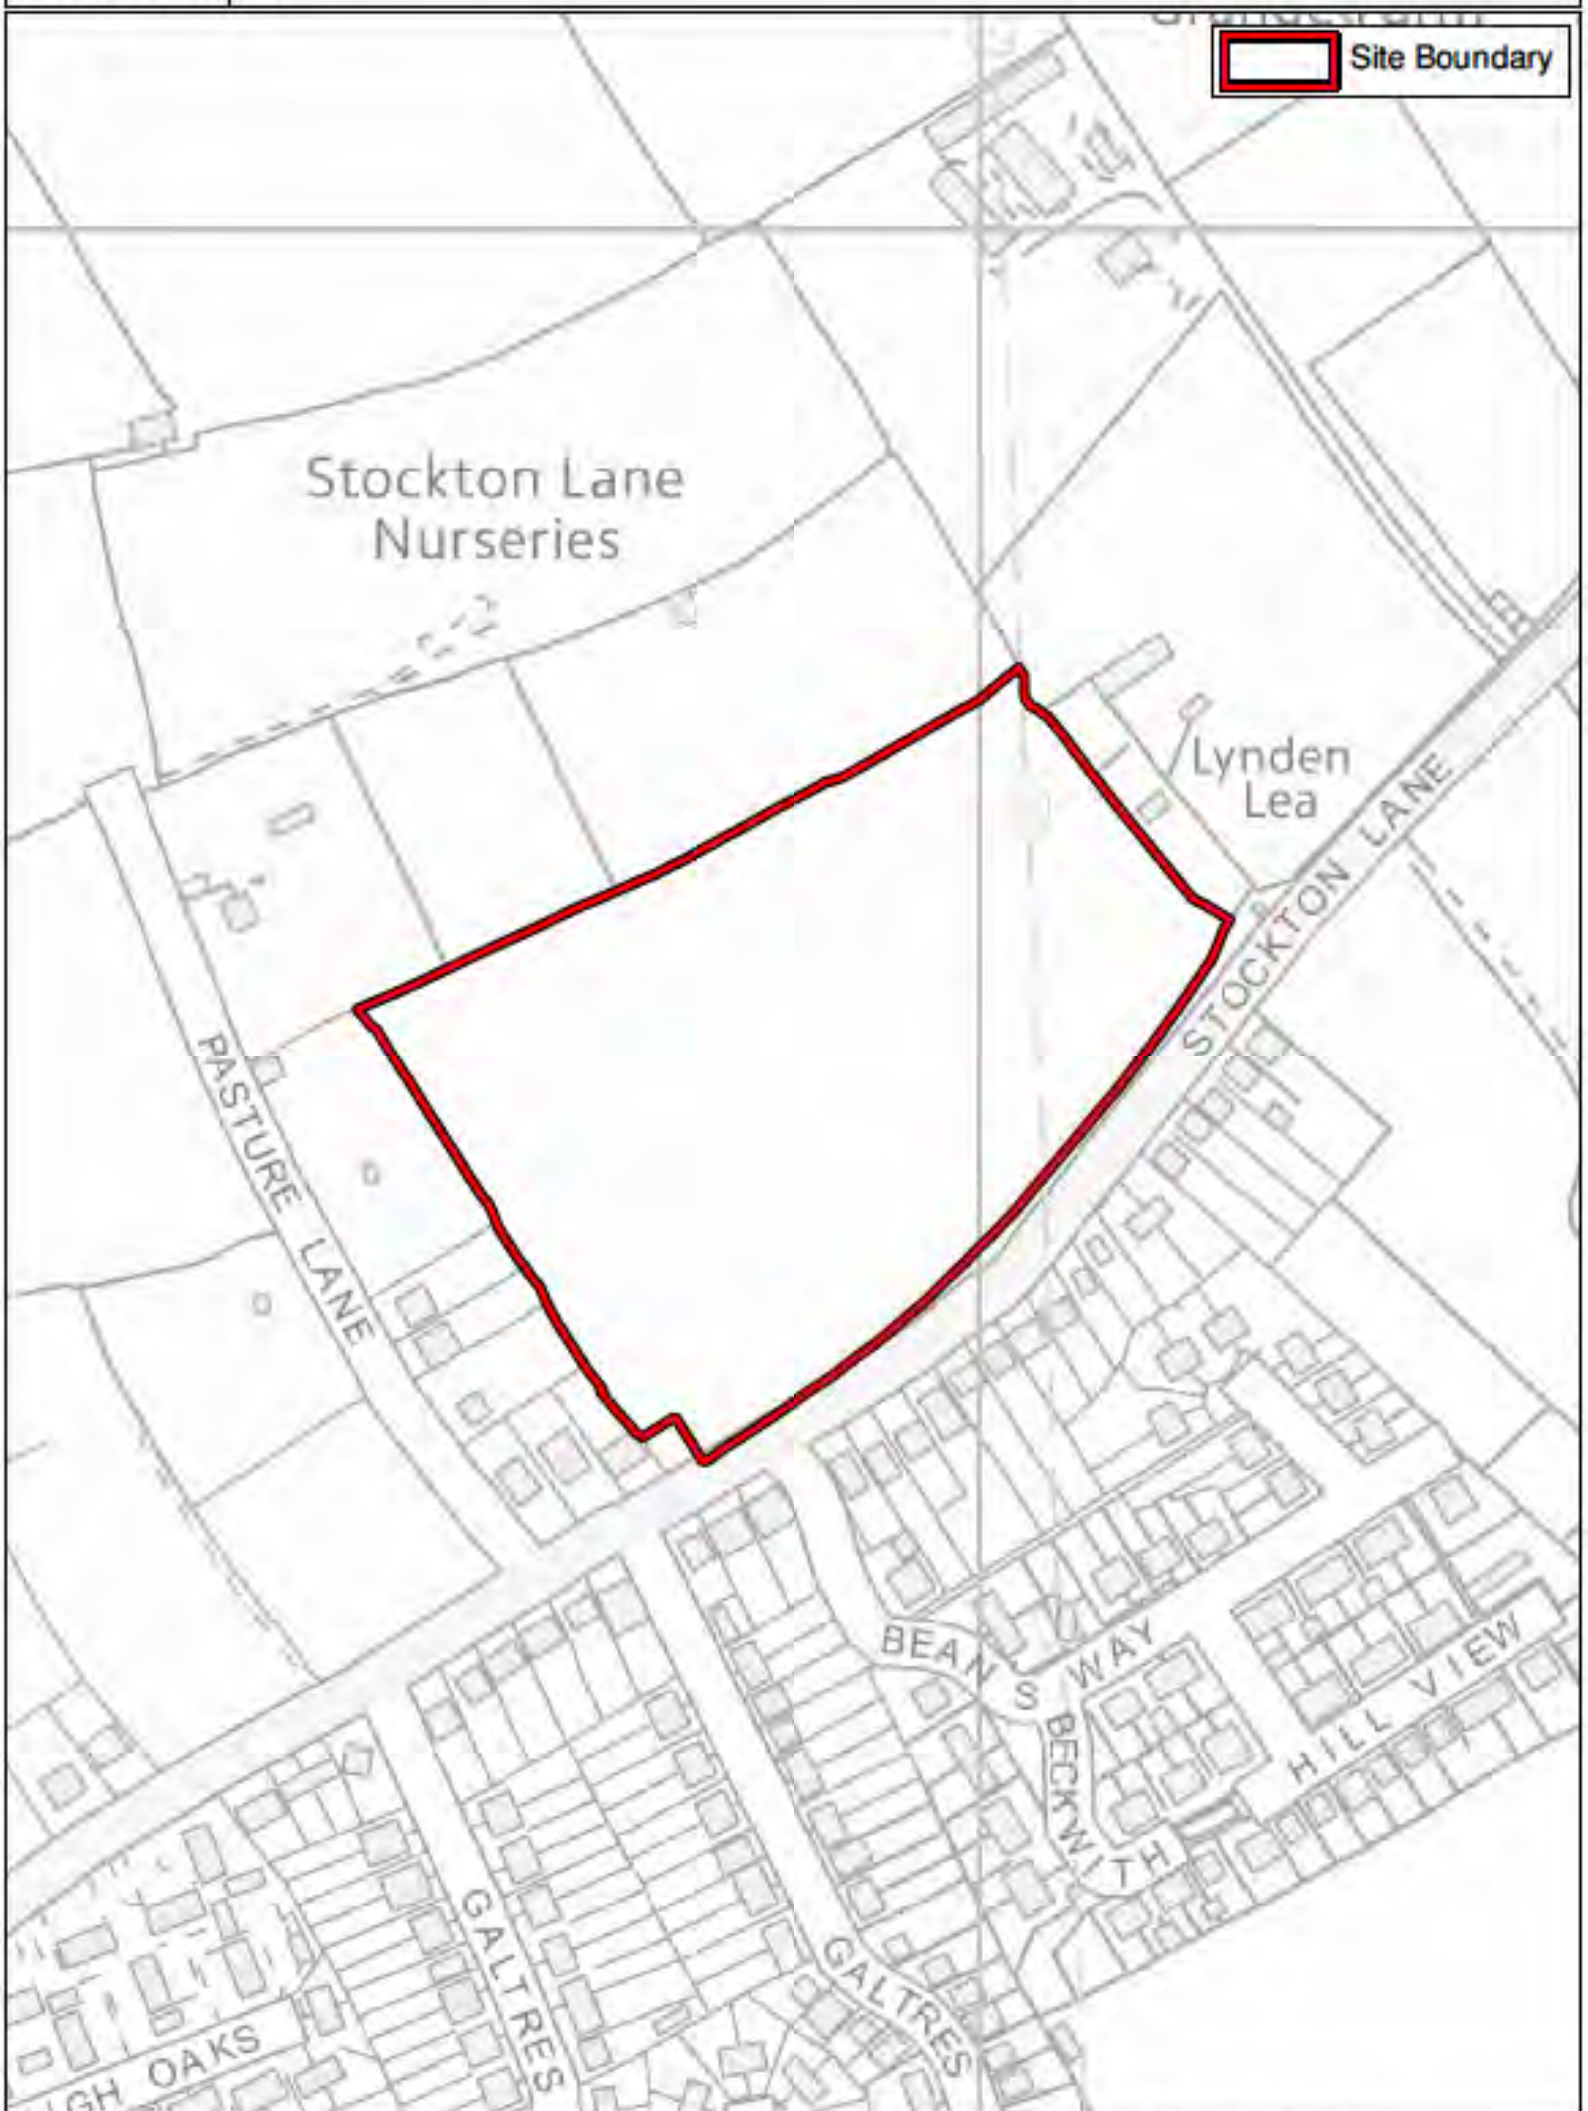 Site Boundary
Stockton Lane
Nurseries
Lynden
Lea
STOCKTON LANE
PASTURE LANE
BEAN S WAY
BECKWITH
HILL VIEW
GALTRES
GALTRES
OAKS